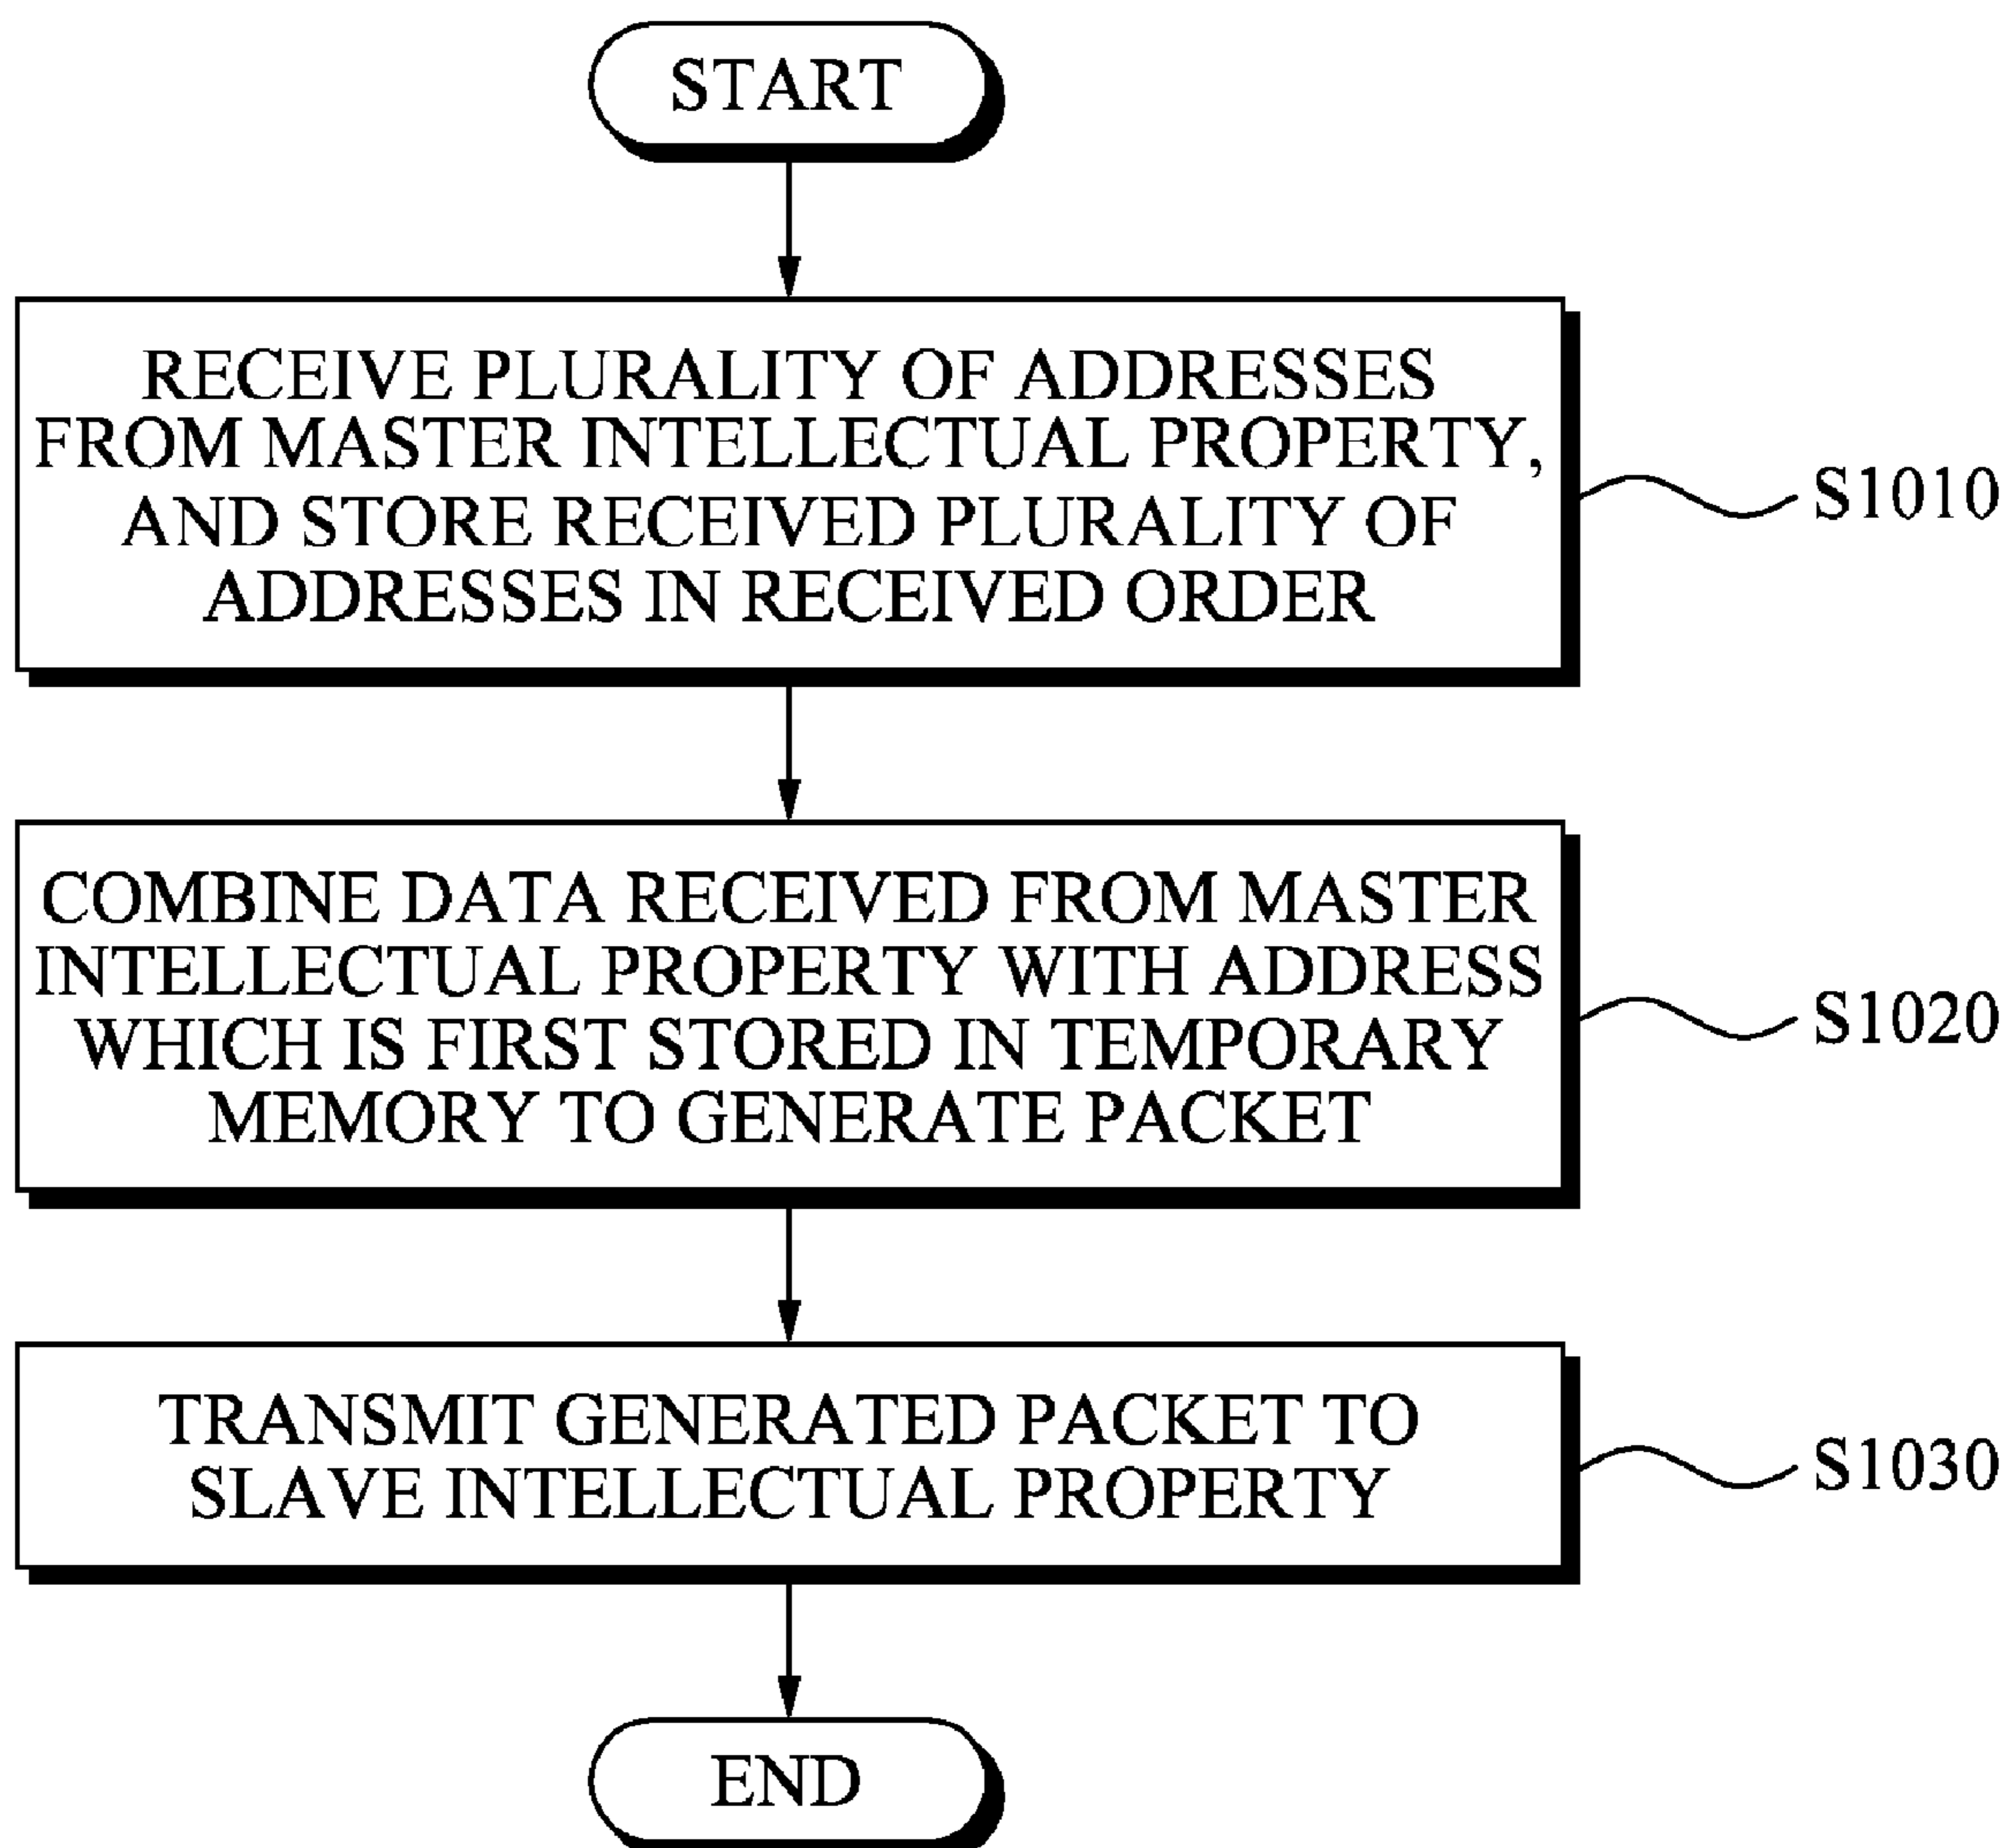 START
RECEIVE PLURALITY OF ADDRESSES
FROM MASTER INTELLECTUAL PROPERTY,
AND STORE RECEIVED PLURALITY OF
ADDRESSES IN RECEIVED ORDER
S1010
COMBINE DATA RECEIVED FROM MASTER
INTELLECTUAL PROPERTY WITH ADDRESS
WHICH IS FIRST STORED IN TEMPORARY
MEMORY TO GENERATE PACKET
S1020
TRANSMIT GENERATED PACKET TO
SLAVE INTELLECTUAL PROPERTY
S1030
END